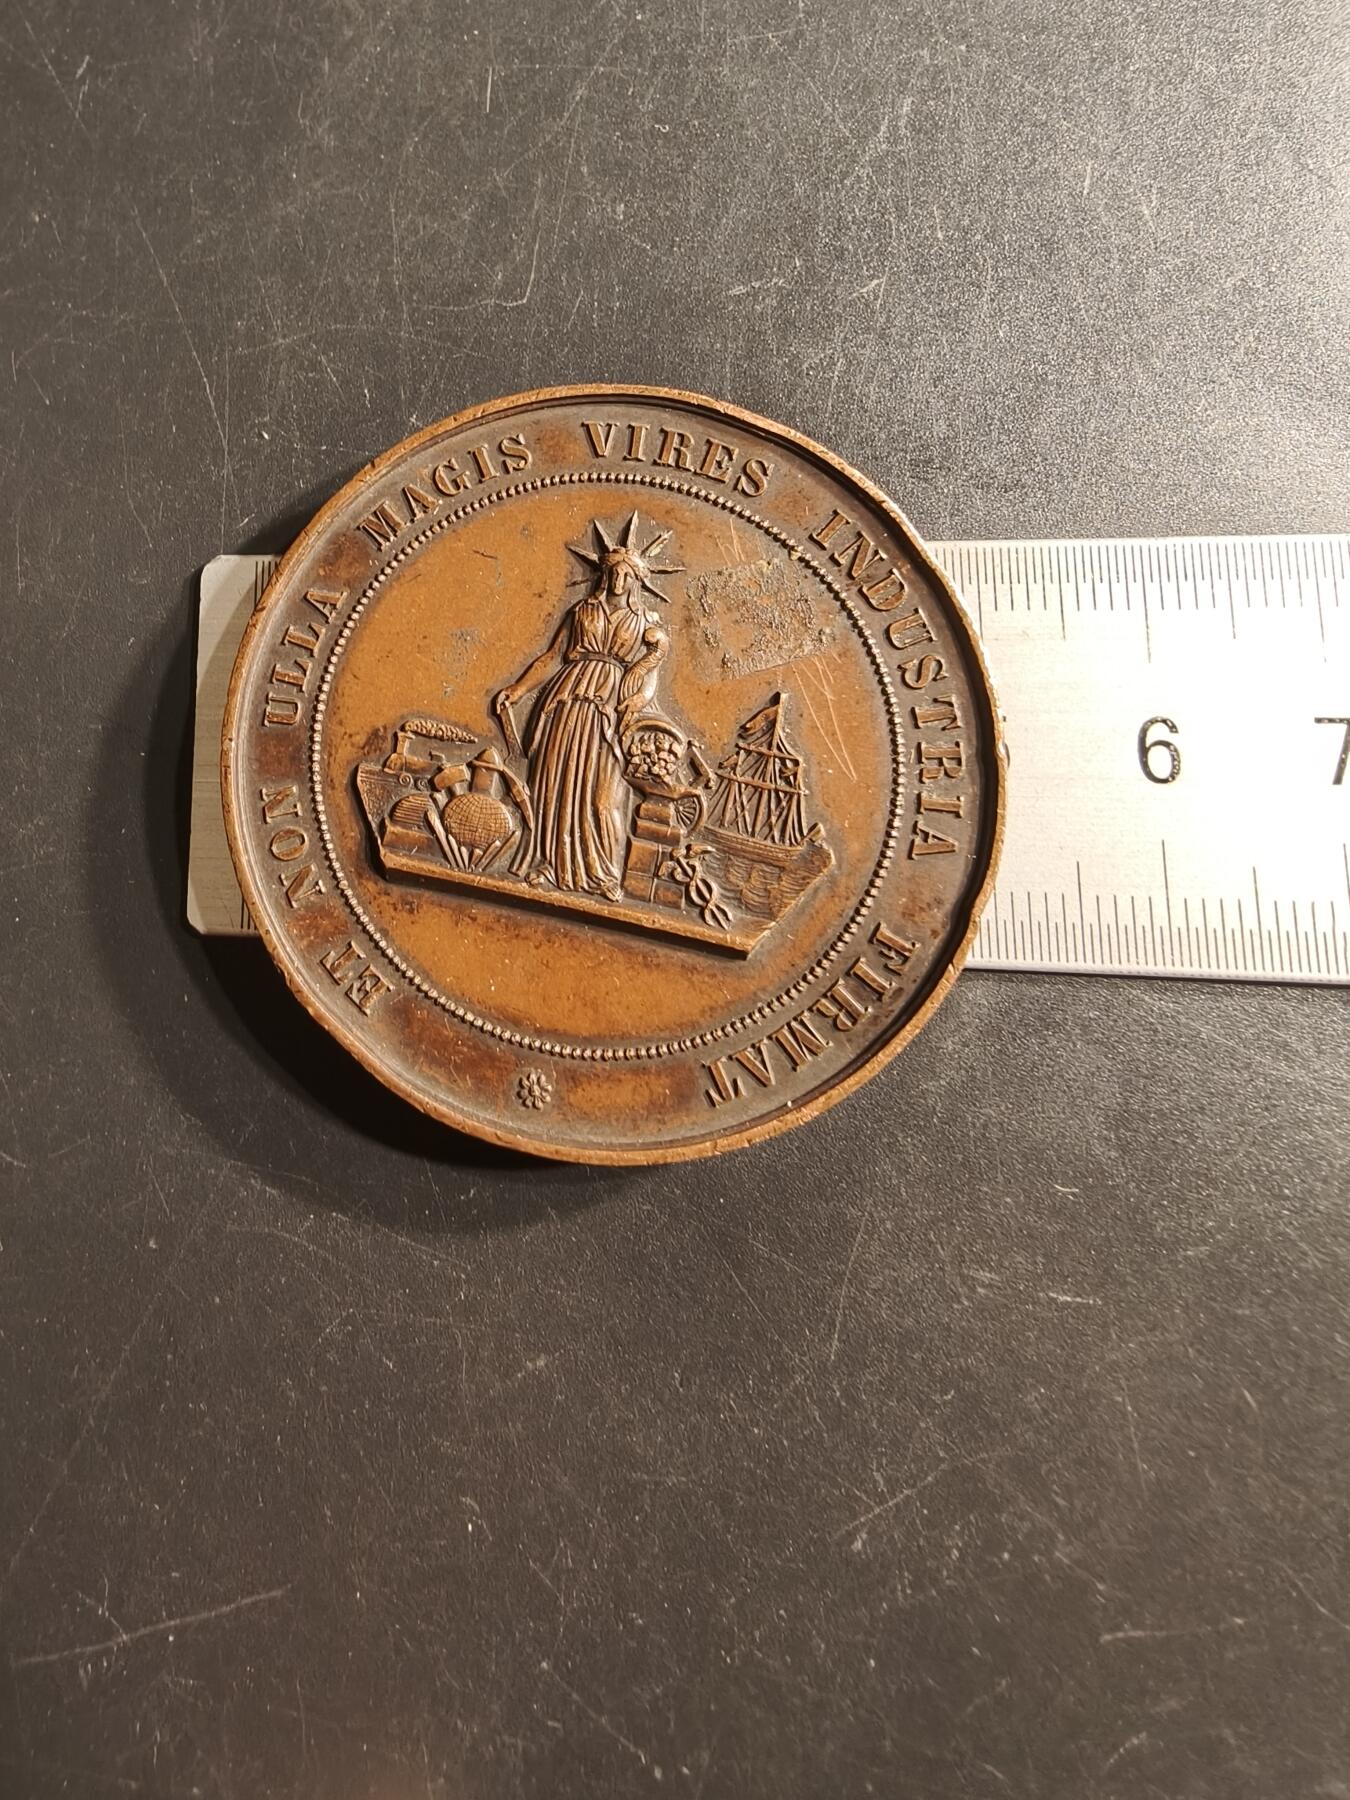 ET NON ULLA MAGIS VIRES INDUSTRIA FIRMAT
6 7